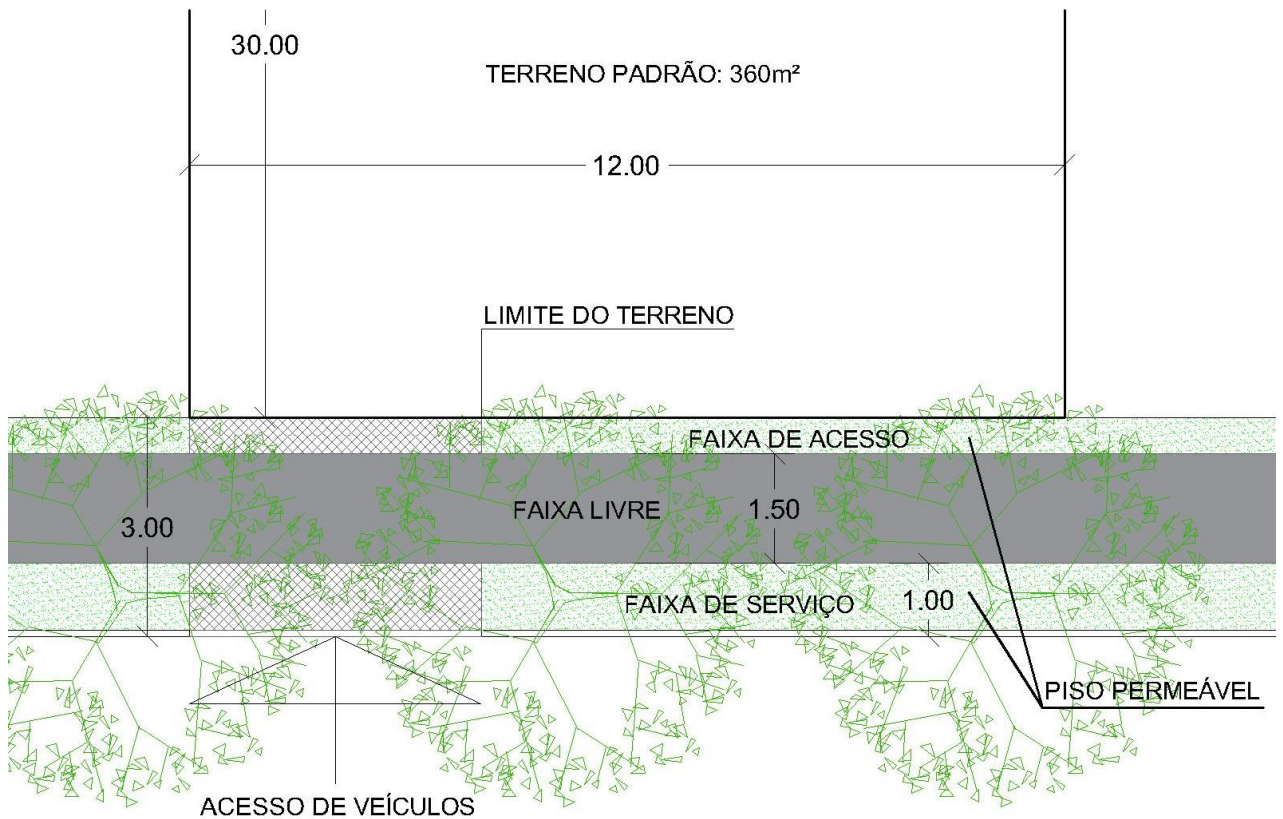 30.00
TERRENO PADRÃO: 360m²
12.00
LIMITE DO TERRENO
FAIXA DE ACESSO
FAIXA LIVRE
1.50
3.00
FAIXA DE SERVIÇO
1.00
PISO PERMEÁVEL
ACESSO DE VEÍCULOS